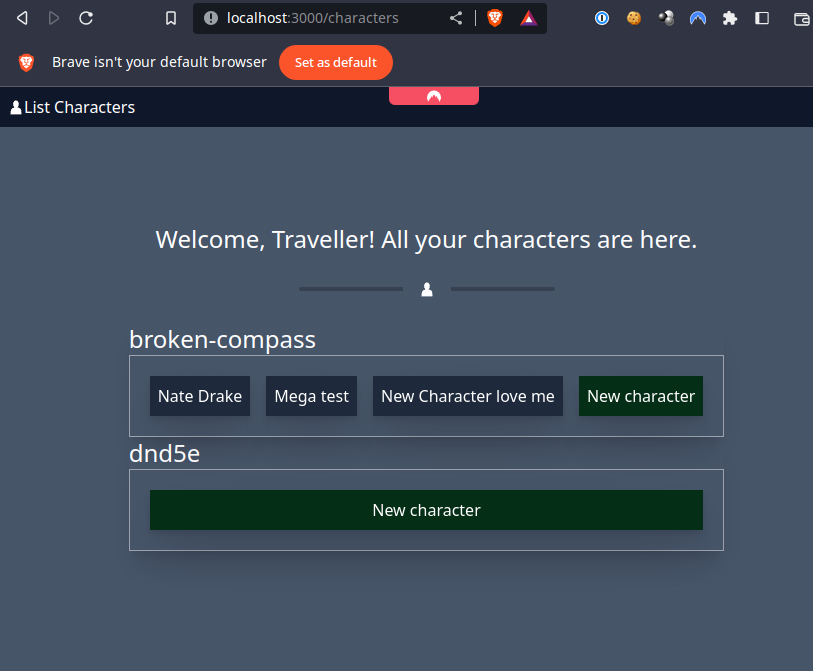 localhost:3000/characters
Brave isn't your default browser Set as default
List Characters
Welcome, Traveller! All your characters are here.
broken-compass
Nate Drake Mega test New Character love me New character
dnd5e
New character